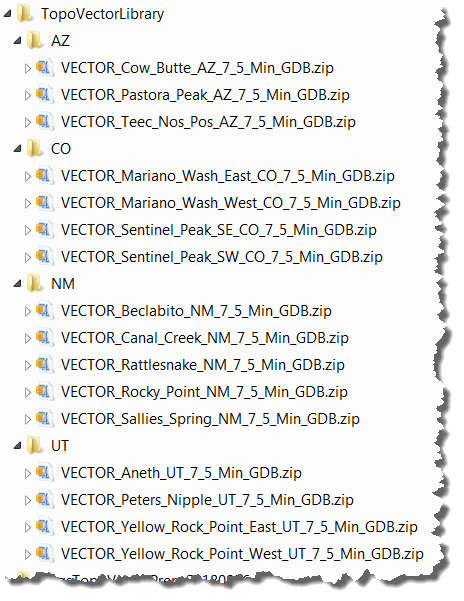 TopoVectorLibrary
AZ
VECTOR_Cow_Butte_AZ_7_5_Min_GDB.zip
VECTOR_Pastora_Peak_AZ_7_5_Min_GDB.zip
VECTOR_Teec_Nos_Pos_AZ_7_5_Min_GDB.zip
CO
VECTOR_Mariano_Wash_East_CO_7_5_Min_GDB.zip
VECTOR_Mariano_Wash_West_CO_7_5_Min_GDB.zip
VECTOR_Sentinel_Peak_SE_CO_7_5_Min_GDB.zip
VECTOR_Sentinel_Peak_SW_CO_7_5_Min_GDB.zip
NM
VECTOR_Beclabito_NM_7_5_Min_GDB.zip
VECTOR_Canal_Creek_NM_7_5_Min_GDB.zip
VECTOR_Rattlesnake_NM_7_5_Min_GDB.zip
VECTOR_Rocky_Point_NM_7_5_Min_GDB.zip
VECTOR_Sallies_Spring_NM_7_5_Min_GDB.zip
UT
VECTOR_Aneth_UT_7_5_Min_GDB.zip
VECTOR_Peters_Nipple_UT_7_5_Min_GDB.zip
VECTOR_Yellow_Rock_Point_East_UT_7_5_Min_GDB.zip
VECTOR_Yellow_Rock_Point_West_UT_7_5_Min_GDB.zip